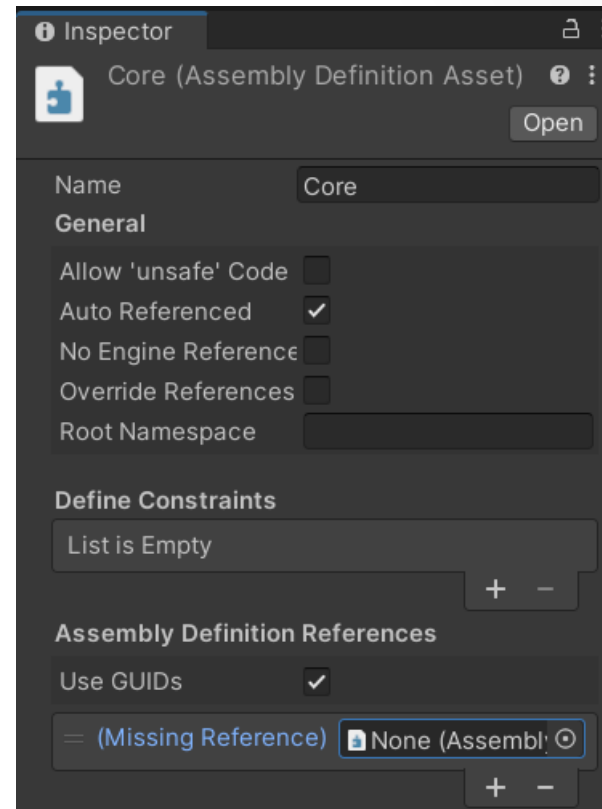 Inspector
Core (Assembly Definition Asset)
Open
Name Core
General
Allow 'unsafe' Code
Auto Referenced
No Engine Reference
Override References
Root Namespace
Define Constraints
List is Empty
+ −
Assembly Definition References
Use GUIDs
(Missing Reference) None (Assembly
+ −